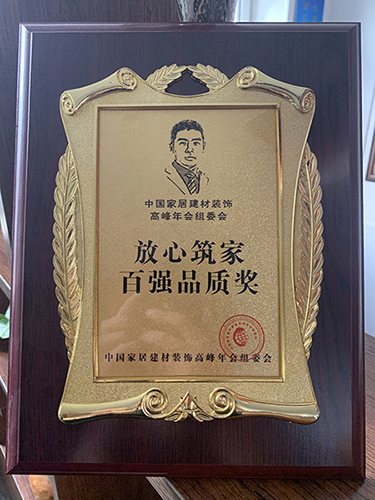 中国家居建材装饰
高峰年会组委会
放心筑家
百强品质奖
中国家居建材装饰高峰年会组委会